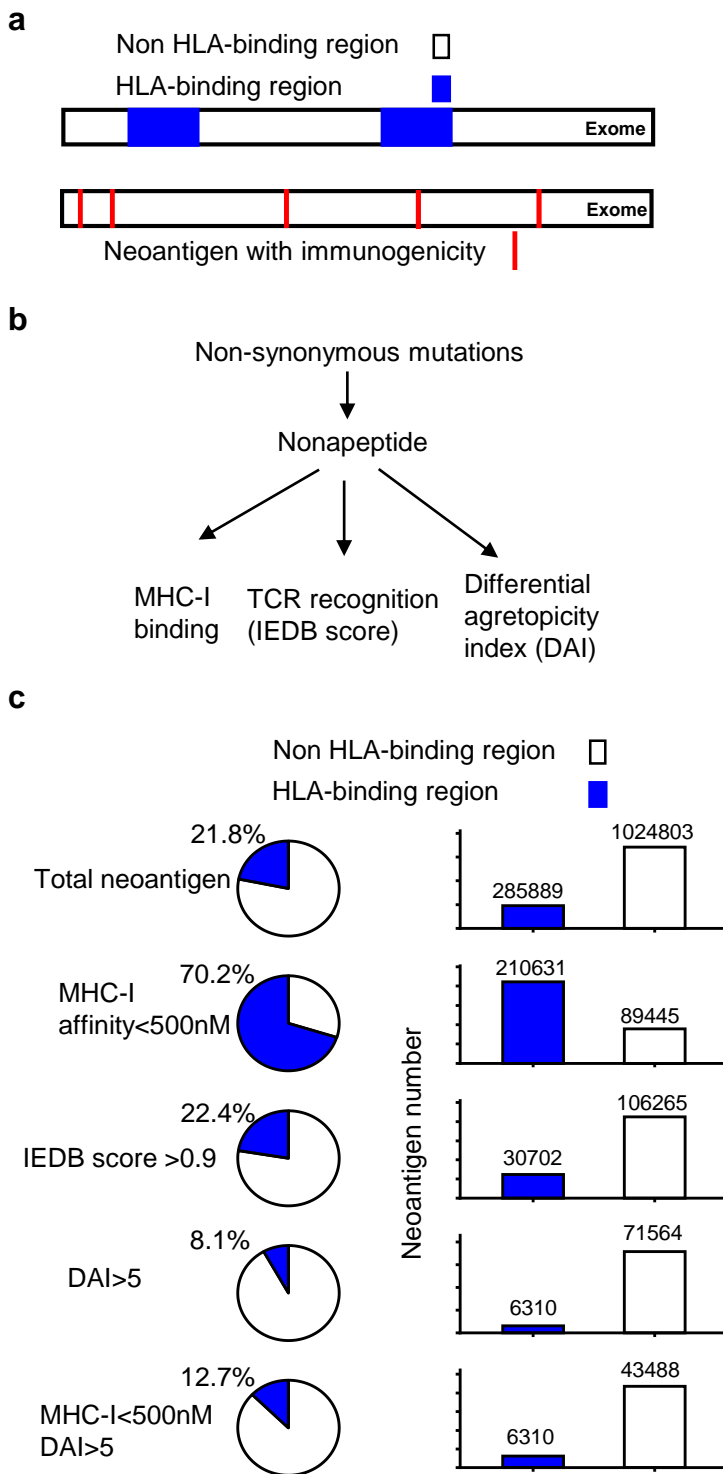 a
Non HLA-binding region
HLA-binding region
Exome
Exome
Neoantigen with immunogenicity
b
Non-synonymous mutations
Nonapeptide
MHC-I
binding
TCR recognition
(IEDB score)
Differential
agretopicity
index (DAI)
c
Non HLA-binding region
HLA-binding region
Neoantigen number
Total neoantigen
21.8%
285889
1024803
MHC-I
affinity<500nM
70.2%
210631
89445
IEDB score >0.9
22.4%
30702
106265
DAI>5
8.1%
6310
71564
MHC-I<500nM
DAI>5
12.7%
6310
43488